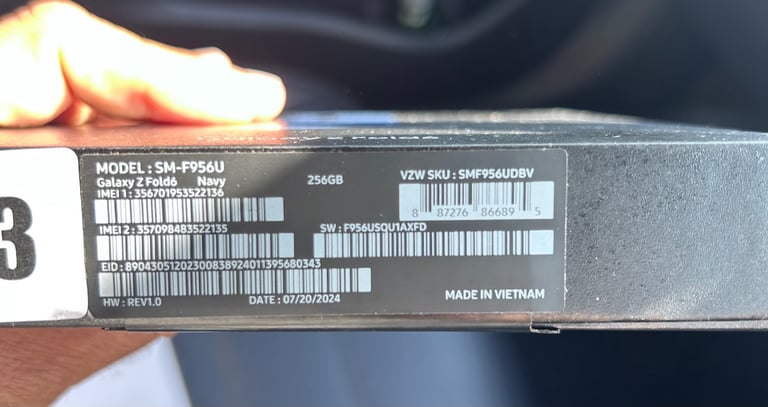 3
MODEL : SM-F956U
Galaxy Z Fold6 Navy
256GB
VZW SKU : SMF956UDBV
IMEI 1 : 356701953522136
8 87276 86689 5
IMEI 2 : 357098483522135
SW : F956USQU1AXFD
EID : 89043051202300838924011395680343
HW : REV1.0
DATE : 07/20/2024
MADE IN VIETNAM